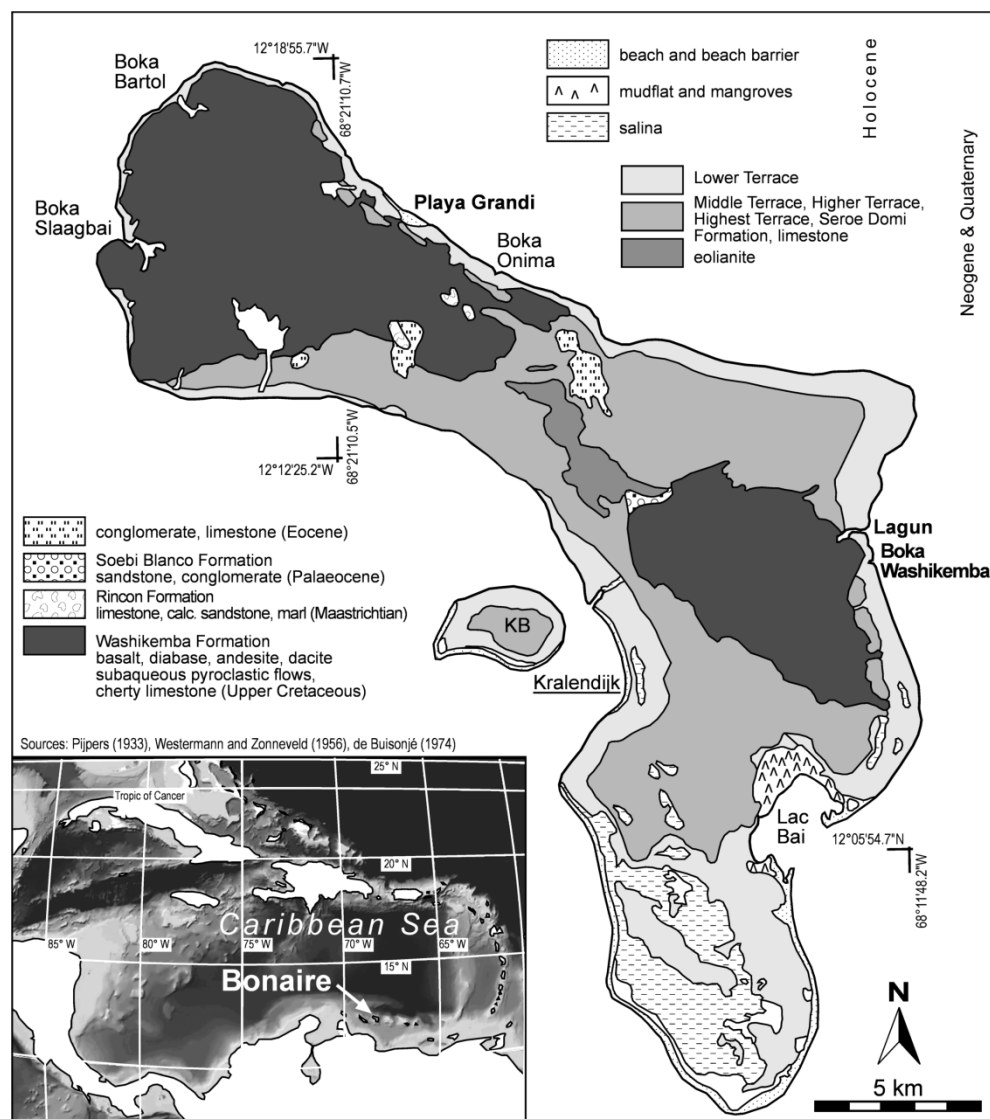 Boka
Bartol
12°18'55.7"W
68°21'10.7"W
beach and beach barrier
mudflat and mangroves
salina
Holocene
Lower Terrace
Middle Terrace, Higher Terrace,
Highest Terrace, Seroe Domi
Formation, limestone
eolianite
Neogene & Quaternary
Boka
Slaagbai
Playa Grandi
Boka
Onima
12°12'25.2"W
68°21'10.5"W
Lagun
Boka
Washikemba
conglomerate, limestone (Eocene)
Soebi Blanco Formation
sandstone, conglomerate (Palaeocene)
Rincon Formation
limestone, calc. sandstone, marl (Maastrichtian)
Washikemba Formation
basalt, diabase, andesite, dacite
subaqueous pyroclastic flows,
cherty limestone (Upper Cretaceous)
KB
Kralendijk
Sources: Pijpers (1933), Westermann and Zonneveld (1956), de Buisonjé (1974)
Lac
Bai
12°05'54.7"N
68°11'48.2"W
25° N
Tropic of Cancer
20° N
Caribbean Sea
85° W
80° W
75° W
70° W
65° W
15° N
Bonaire
N
5 km